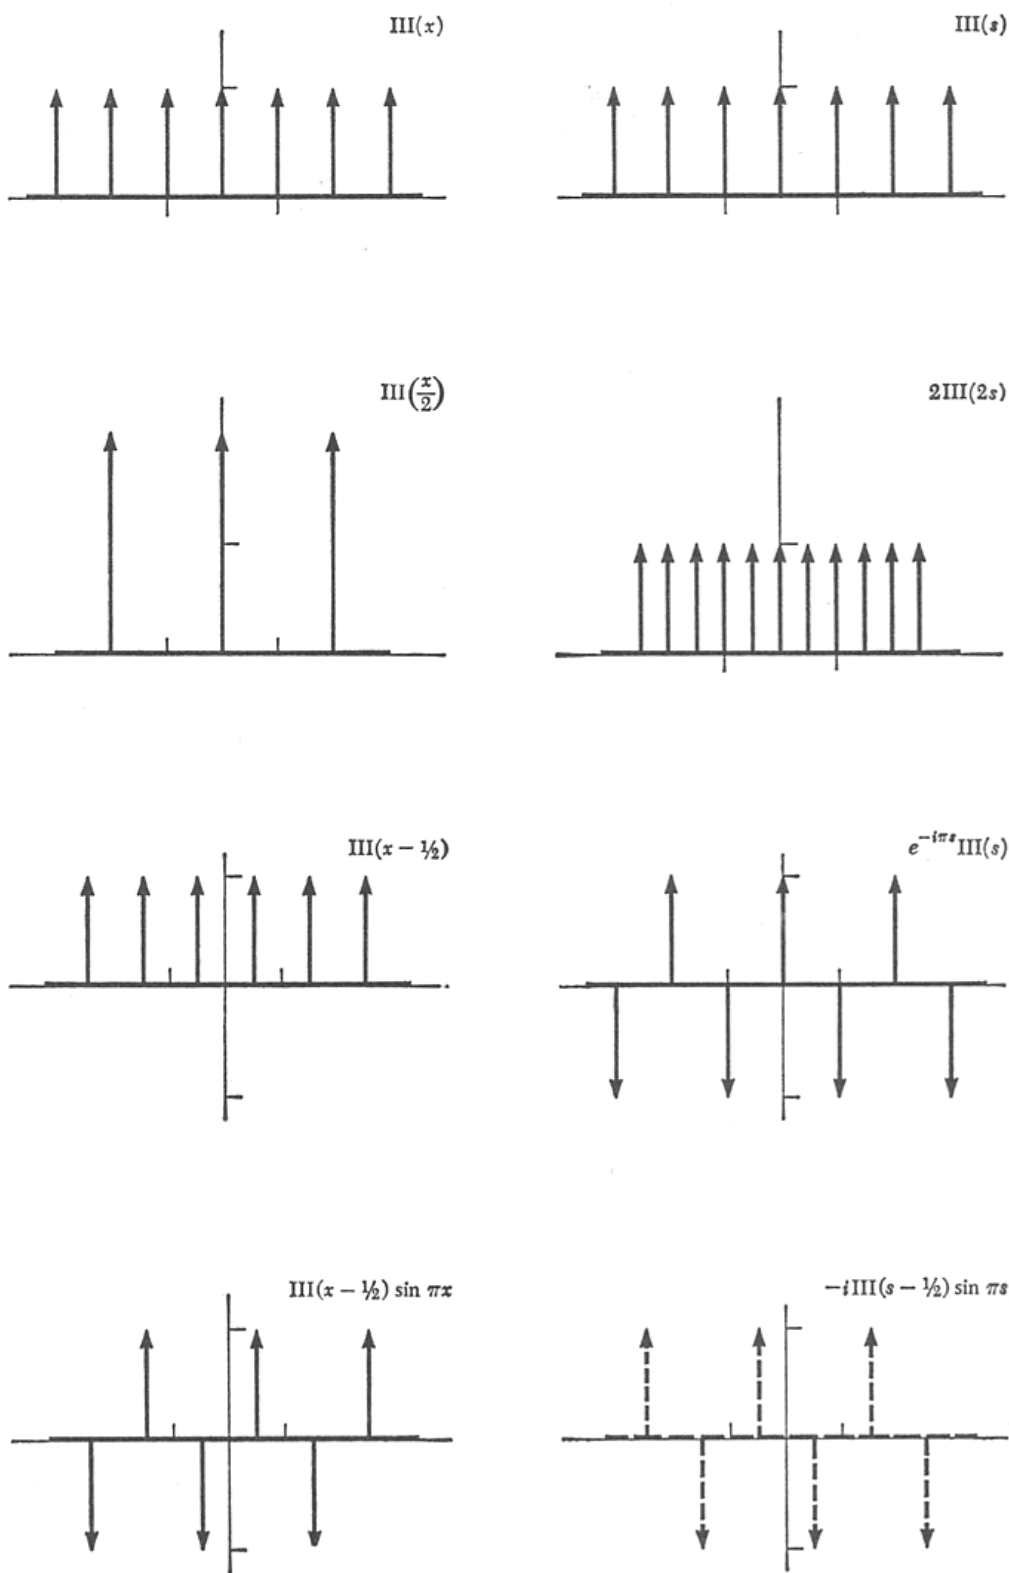 III(x)
III(s)
III(x/2)
2III(2s)
III(x − ½)
e^{−iπs}III(s)
III(x − ½) sin πx
−iIII(s − ½) sin πs